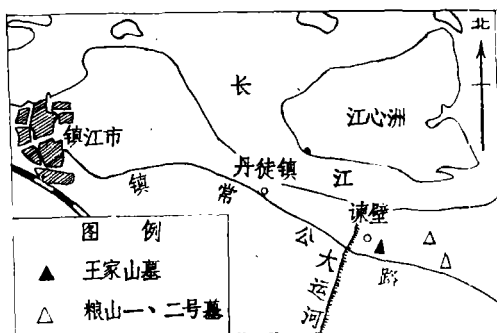 北
长
江心洲
镇江市
丹徒镇
江
镇常公路
谏壁
大运河
图例
王家山墓
粮山一、二号墓